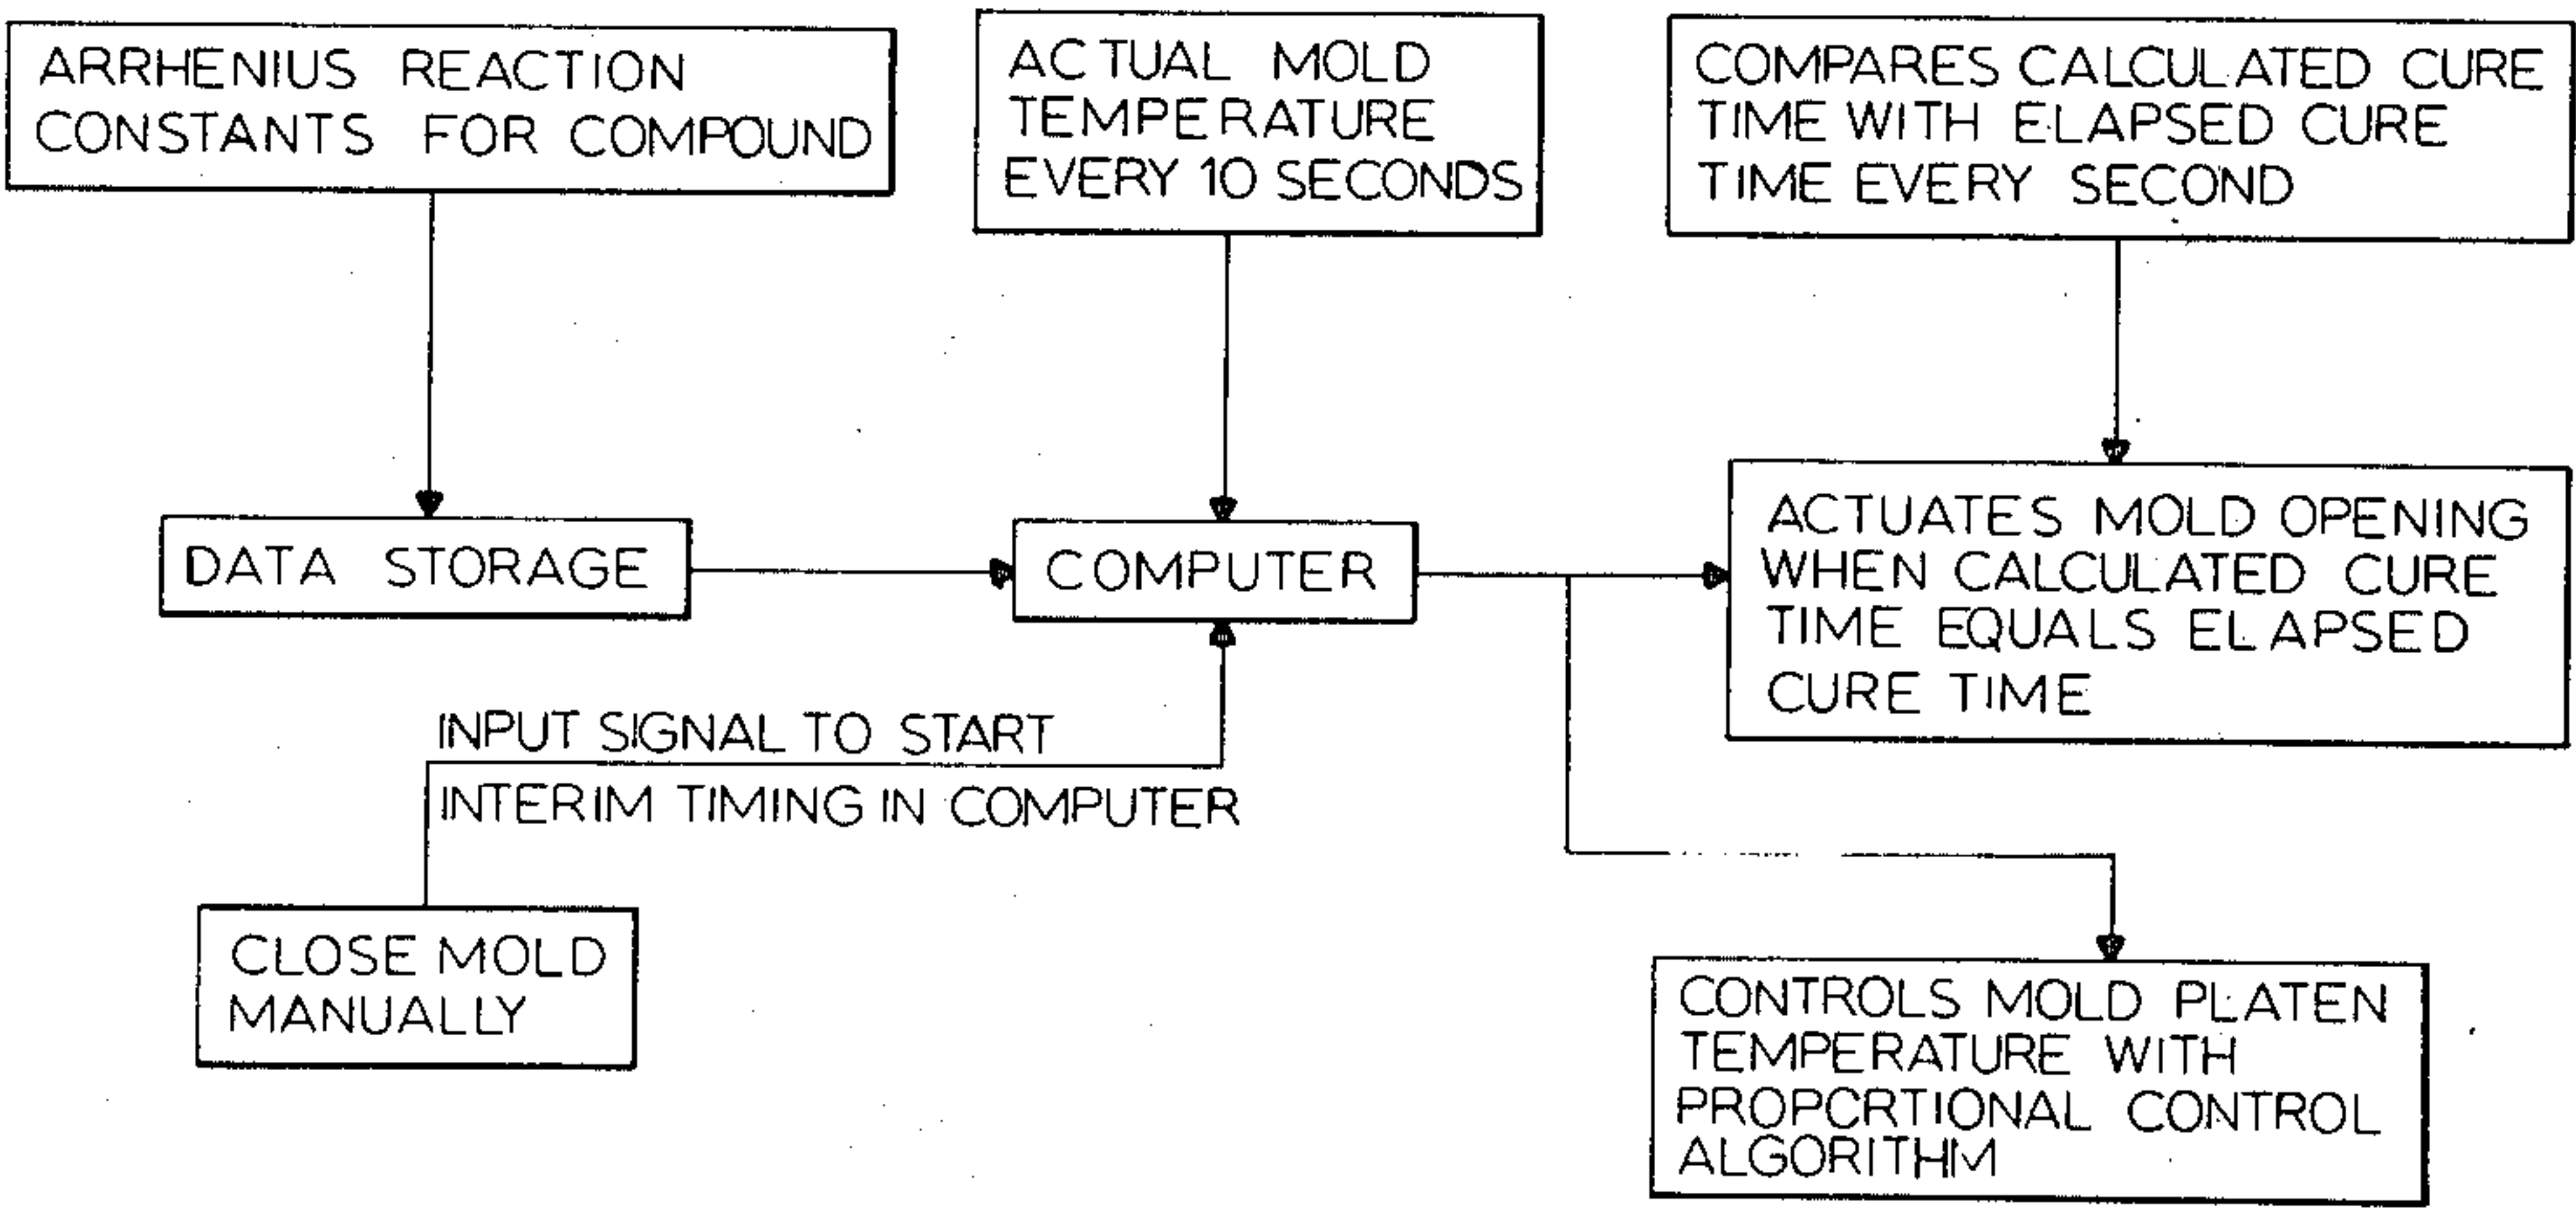 ARRHENIUS REACTION
CONSTANTS FOR COMPOUND
ACTUAL MOLD
TEMPERATURE
EVERY 10 SECONDS
COMPARES CALCULATED CURE
TIME WITH ELAPSED CURE
TIME EVERY SECOND
DATA STORAGE
COMPUTER
ACTUATES MOLD OPENING
WHEN CALCULATED CURE
TIME EQUALS ELAPSED
CURE TIME
INPUT SIGNAL TO START
INTERIM TIMING IN COMPUTER
CLOSE MOLD
MANUALLY
CONTROLS MOLD PLATEN
TEMPERATURE WITH
PROPORTIONAL CONTROL
ALGORITHM